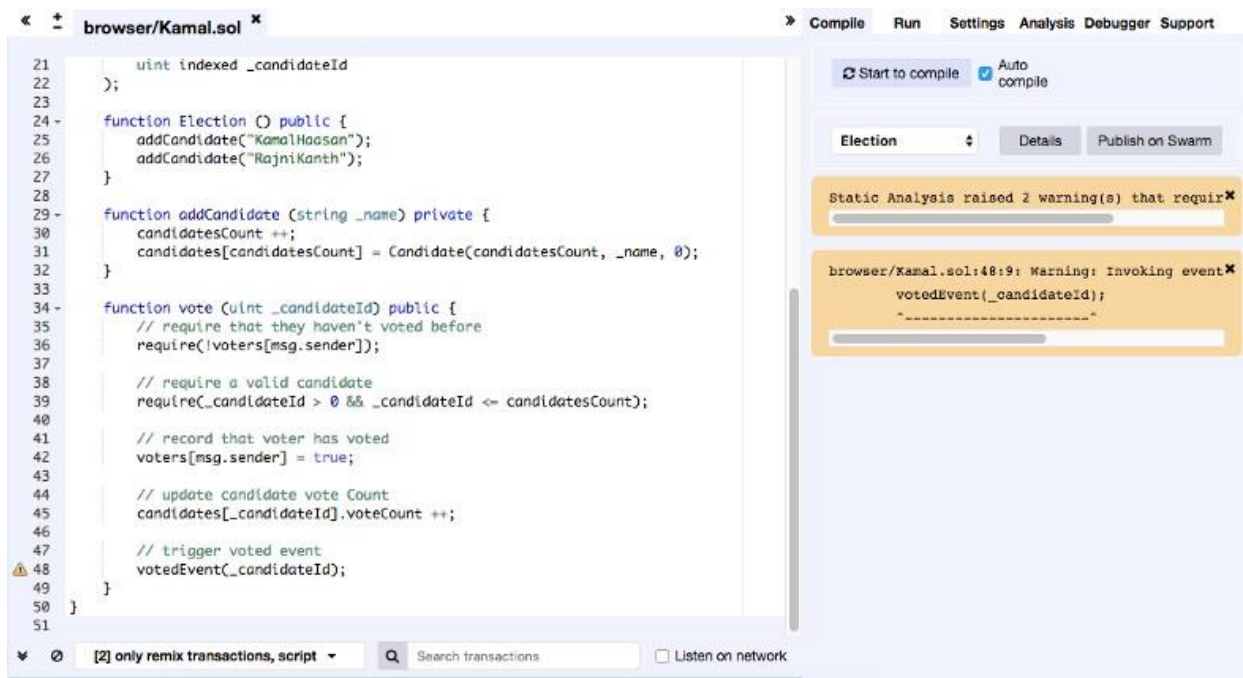 browser/Kamal.sol
Compile Run Settings Analysis Debugger Support
21 uint indexed _candidateId
22 );
23
24 function Election () public {
25 addCandidate("KamalHaasan");
26 addCandidate("RajniKanth");
27 }
28
29 function addCandidate (string _name) private {
30 candidatesCount ++;
31 candidates[candidatesCount] = Candidate(candidatesCount, _name, 0);
32 }
33
34 function vote (uint _candidateId) public {
35 // require that they haven't voted before
36 require(!voters[msg.sender]);
37
38 // require a valid candidate
39 require(_candidateId > 0 && _candidateId <= candidatesCount);
40
41 // record that voter has voted
42 voters[msg.sender] = true;
43
44 // update candidate vote Count
45 candidates[_candidateId].voteCount ++;
46
47 // trigger voted event
48 votedEvent(_candidateId);
49 }
50 }
51
[2] only remix transactions, script
Search transactions
Listen on network
Start to compile
Auto
compile
Election
Details
Publish on Swarm
Static Analysis raised 2 warning(s) that requir
browser/Kamal.sol:48:9: Warning: Invoking event
votedEvent(_candidateId);
^----------------------^